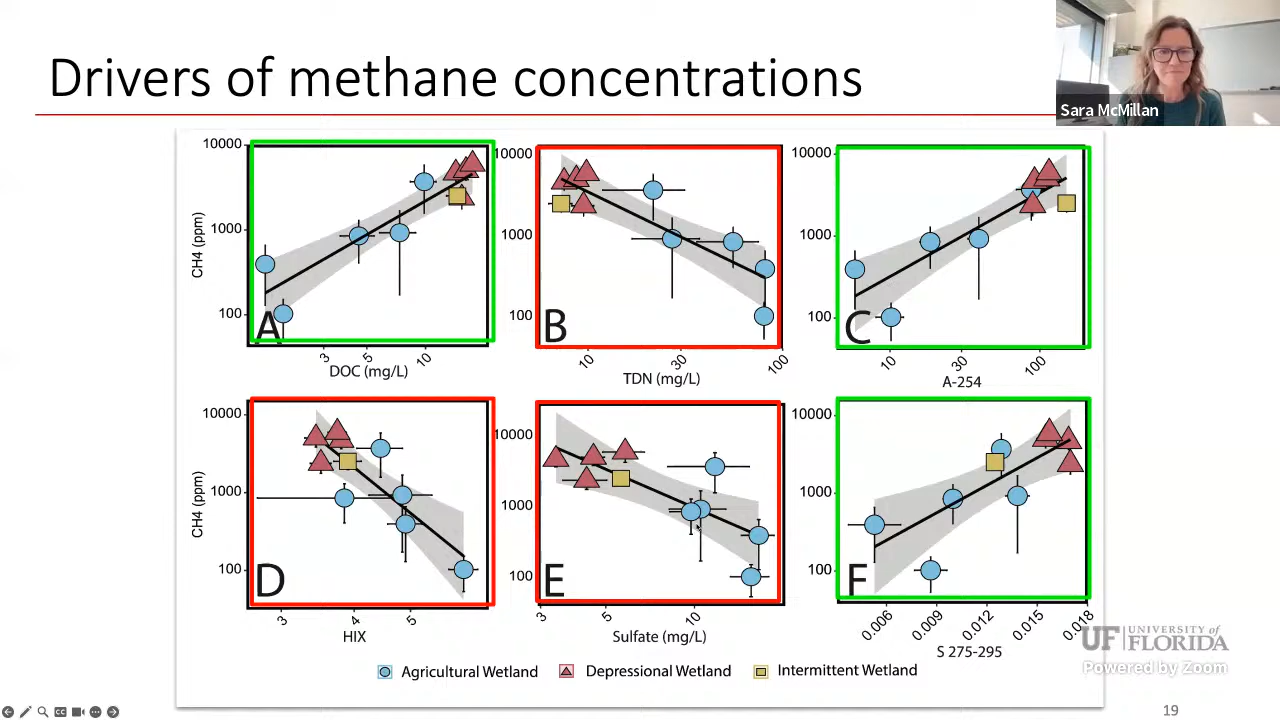 Drivers of methane concentrations
Sara McMillan
10000
1000
100
CH4 (ppm)
A
3
5
10
DOC (mg/L)
10000
1000
100
B
10
30
100
TDN (mg/L)
10000
1000
100
C
10
30
100
A-254
10000
1000
100
CH4 (ppm)
D
3
4
5
HIX
10000
1000
100
E
3
5
10
Sulfate (mg/L)
10000
1000
100
F
0.006
0.009
0.012
0.015
0.018
S 275-295
Agricultural Wetland
Depressional Wetland
Intermittent Wetland
UF UNIVERSITY of
FLORIDA
Powered by Zoom
CC
19